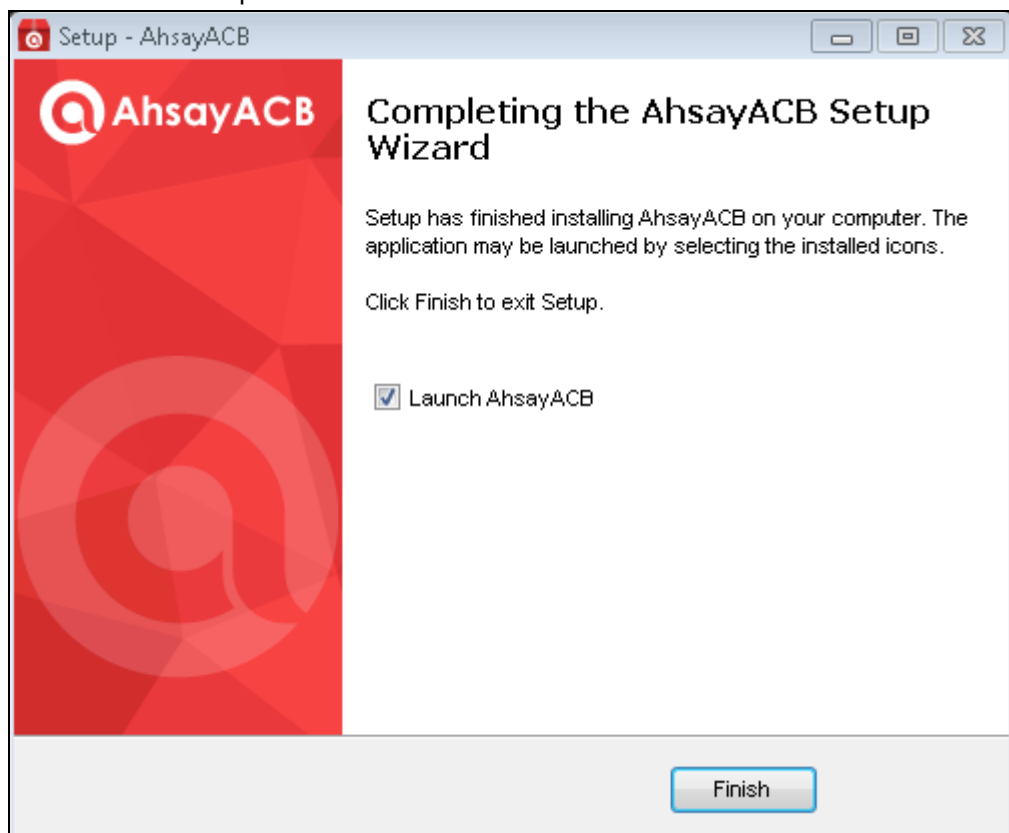 Setup - AhsayACB
AhsayACB
Completing the AhsayACB Setup
Wizard
Setup has finished installing AhsayACB on your computer. The
application may be launched by selecting the installed icons.
Click Finish to exit Setup.
Launch AhsayACB
Finish